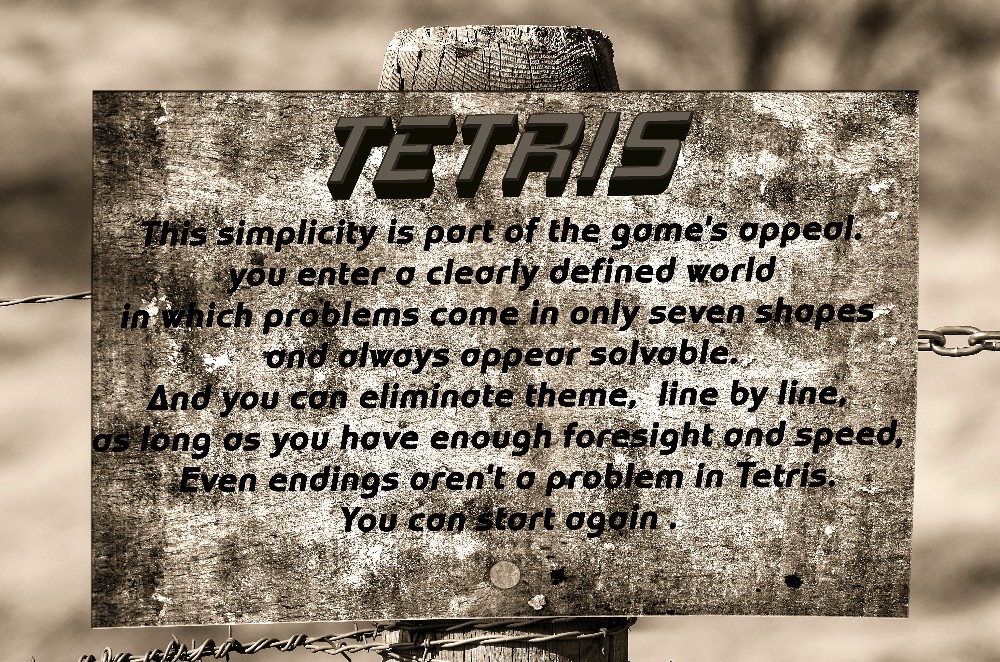 TETRIS
This simplicity is part of the game's appeal.
you enter a clearly defined world
in which problems come in only seven shapes
and always appear solvable.
And you can eliminate theme, line by line,
as long as you have enough foresight and speed,
Even endings aren't a problem in Tetris.
You can start again .